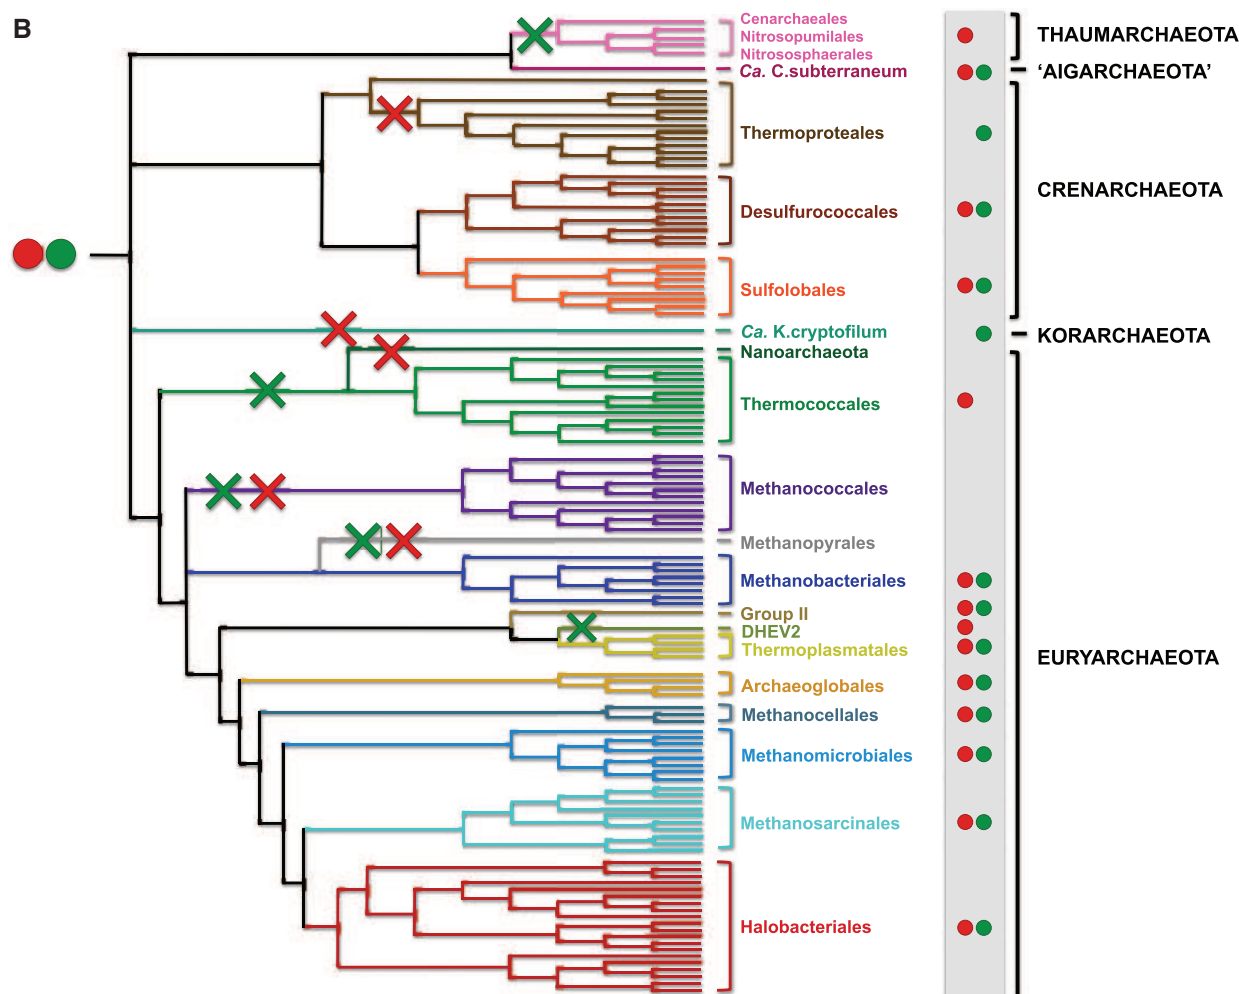 B
Cenarchaeales
Nitrosopumilales
Nitrososphaerales
Ca. C.subterraneum
Thermoproteales
Desulfurococcales
Sulfolobales
Ca. K.cryptofilum
Nanoarchaeota
Thermococcales
Methanococcales
Methanopyrales
Methanobacteriales
Group II
DHEV2
Thermoplasmatales
Archaeoglobales
Methanocellales
Methanomicrobiales
Methanosarcinales
Halobacteriales
THAUMARCHAEOTA
‘AIGARCHAEOTA’
CRENARCHAEOTA
KORARCHAEOTA
EURYARCHAEOTA